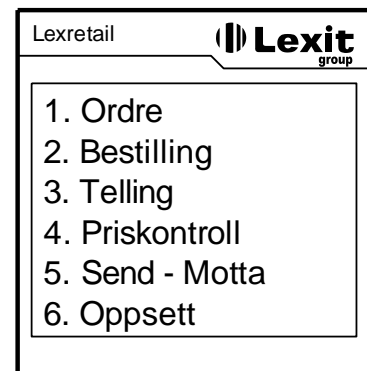 Lexretail
Lexit
group
1. Ordre
2. Bestilling
3. Telling
4. Priskontroll
5. Send - Motta
6. Oppsett